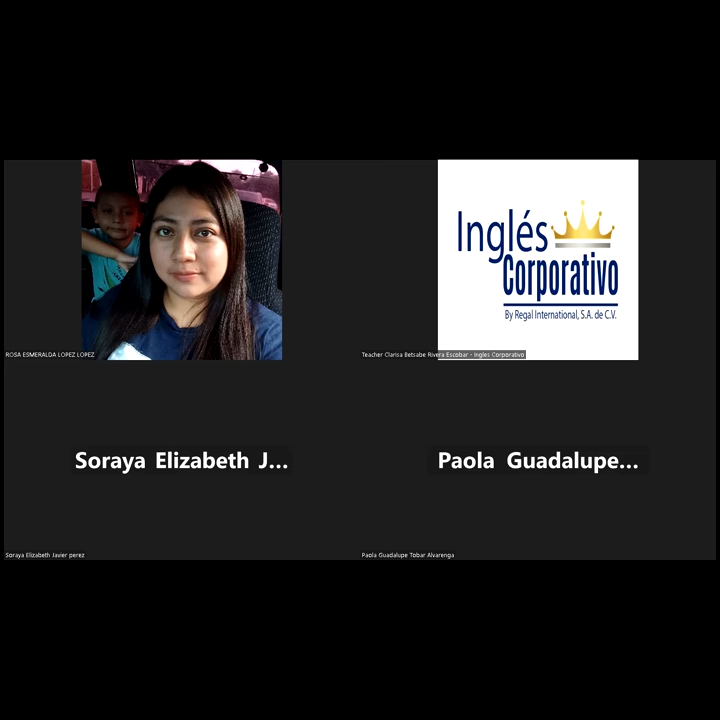 Inglés
Corporativo
By Regal International, S.A. de C.V.
ROSA ESMERALDA LOPEZ LOPEZ
Teacher Clarisa Betsabe Rivera Escobar - Ingles Corporativo
Soraya Elizabeth J...
Paola Guadalupe...
Soraya Elizabeth Javier perez
Paola Guadalupe Tobar Alvarenga